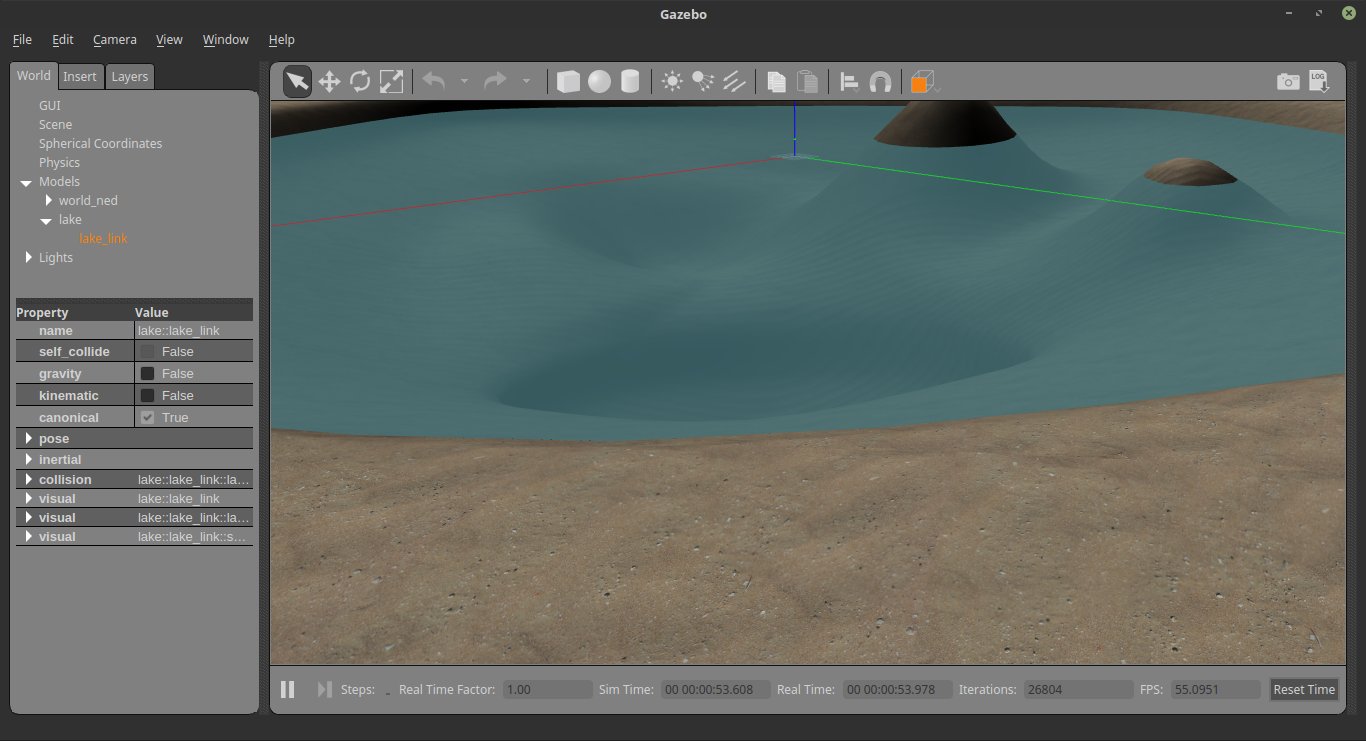 Gazebo
File Edit Camera View Window Help
World Insert Layers
GUI
Scene
Spherical Coordinates
Physics
Models
world_ned
lake
lake_link
Lights
Property Value
name lake::lake_link
self_collide False
gravity False
kinematic False
canonical True
pose
inertial
collision lake::lake_link::la...
visual lake::lake_link
visual lake::lake_link::la...
visual lake::lake_link::s...
LOG
Steps: Real Time Factor: 1.00 Sim Time: 00 00:00:53.608 Real Time: 00 00:00:53.978 Iterations: 26804 FPS: 55.0951 Reset Time